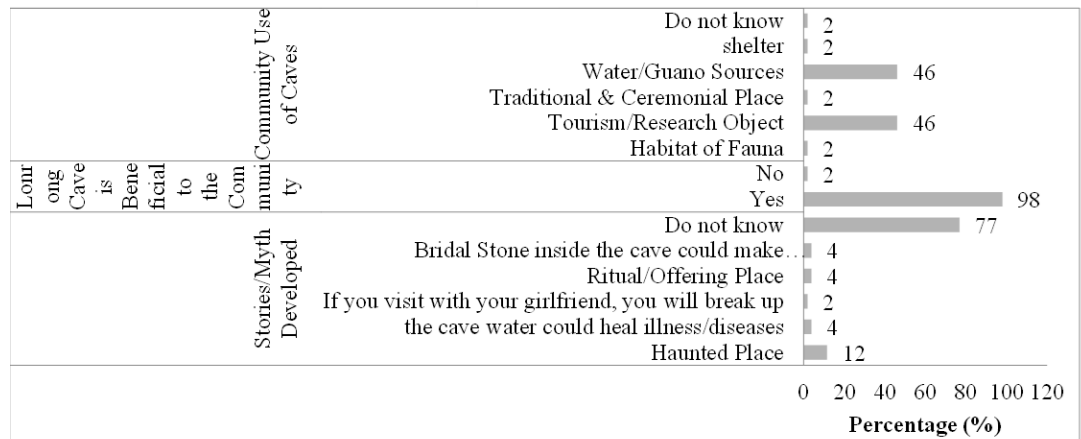 Community Use
of Caves
Do not know 2
shelter 2
Water/Guano Sources 46
Traditional & Ceremonial Place 2
Tourism/Research Object 46
Habitat of Fauna 2
Lonr
ong
Cave
is
Bene
ficial
to
the
Com
muni
ty
No 2
Yes 98
Stories/Myth
Developed
Do not know 77
Bridal Stone inside the cave could make… 4
Ritual/Offering Place 4
If you visit with your girlfriend, you will break up 2
the cave water could heal illness/diseases 4
Haunted Place 12
0 20 40 60 80 100 120
Percentage (%)